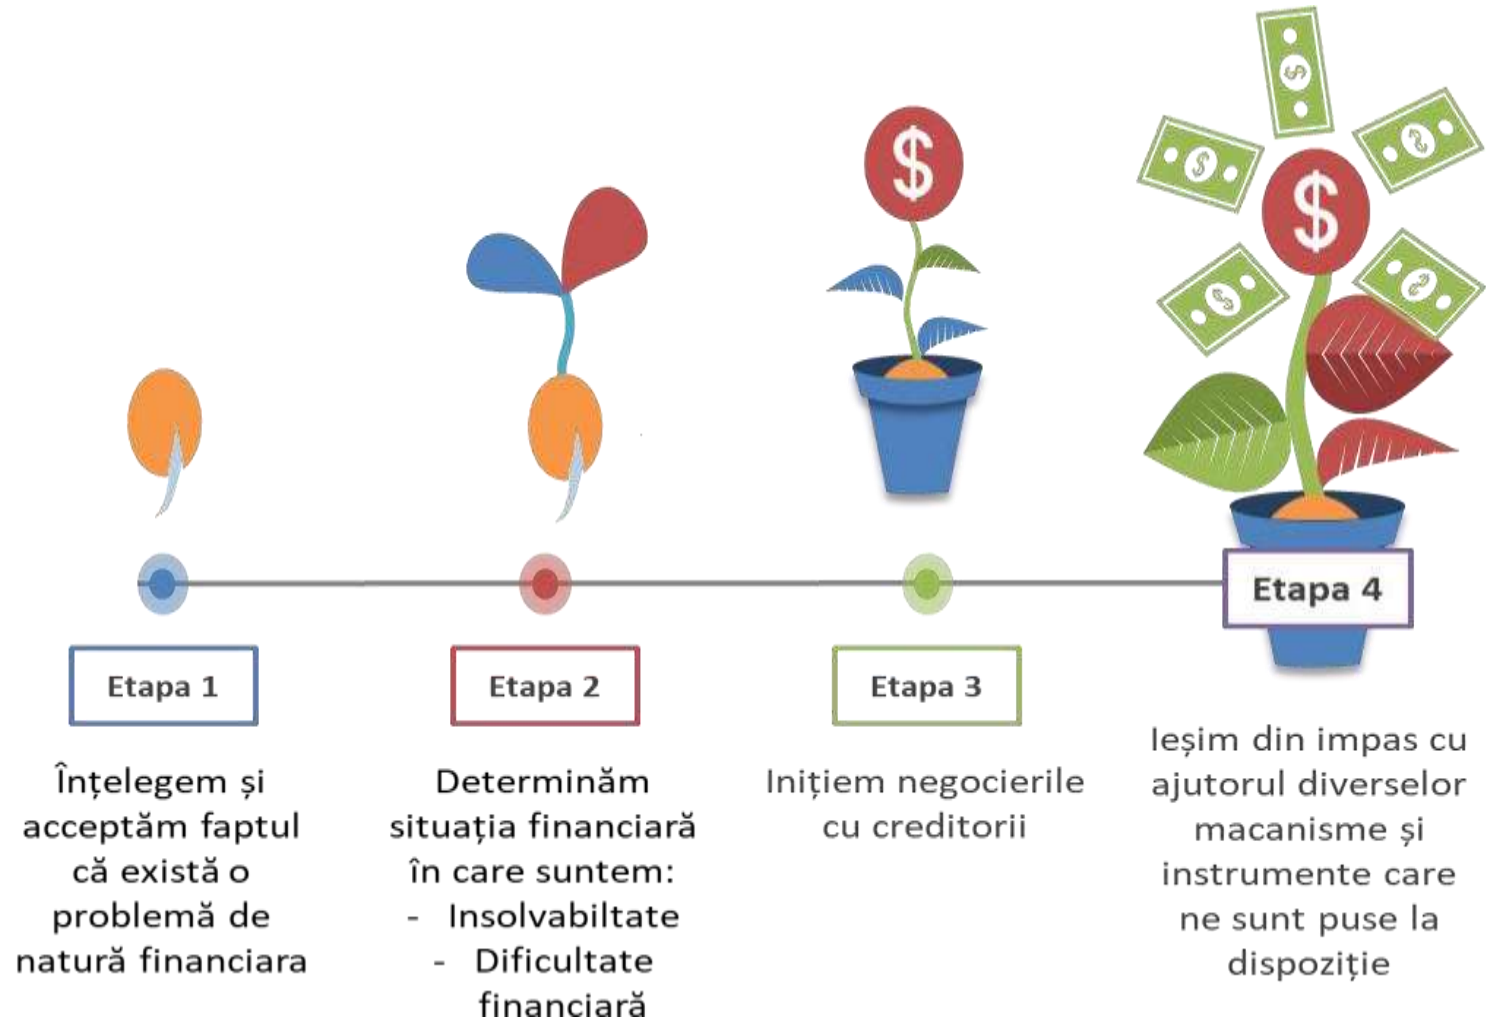 Etapa 1
Înțelegem și
acceptăm faptul
că există o
problemă de
natură financiara
Etapa 2
Determinăm
situația financiară
în care suntem:
- Insolvabiltate
- Dificultate
financiară
Etapa 3
Inițiem negocierile
cu creditorii
Etapa 4
Ieșim din impas cu
ajutorul diverselor
macanisme și
instrumente care
ne sunt puse la
dispoziție
$
$
$
$
$
$
$